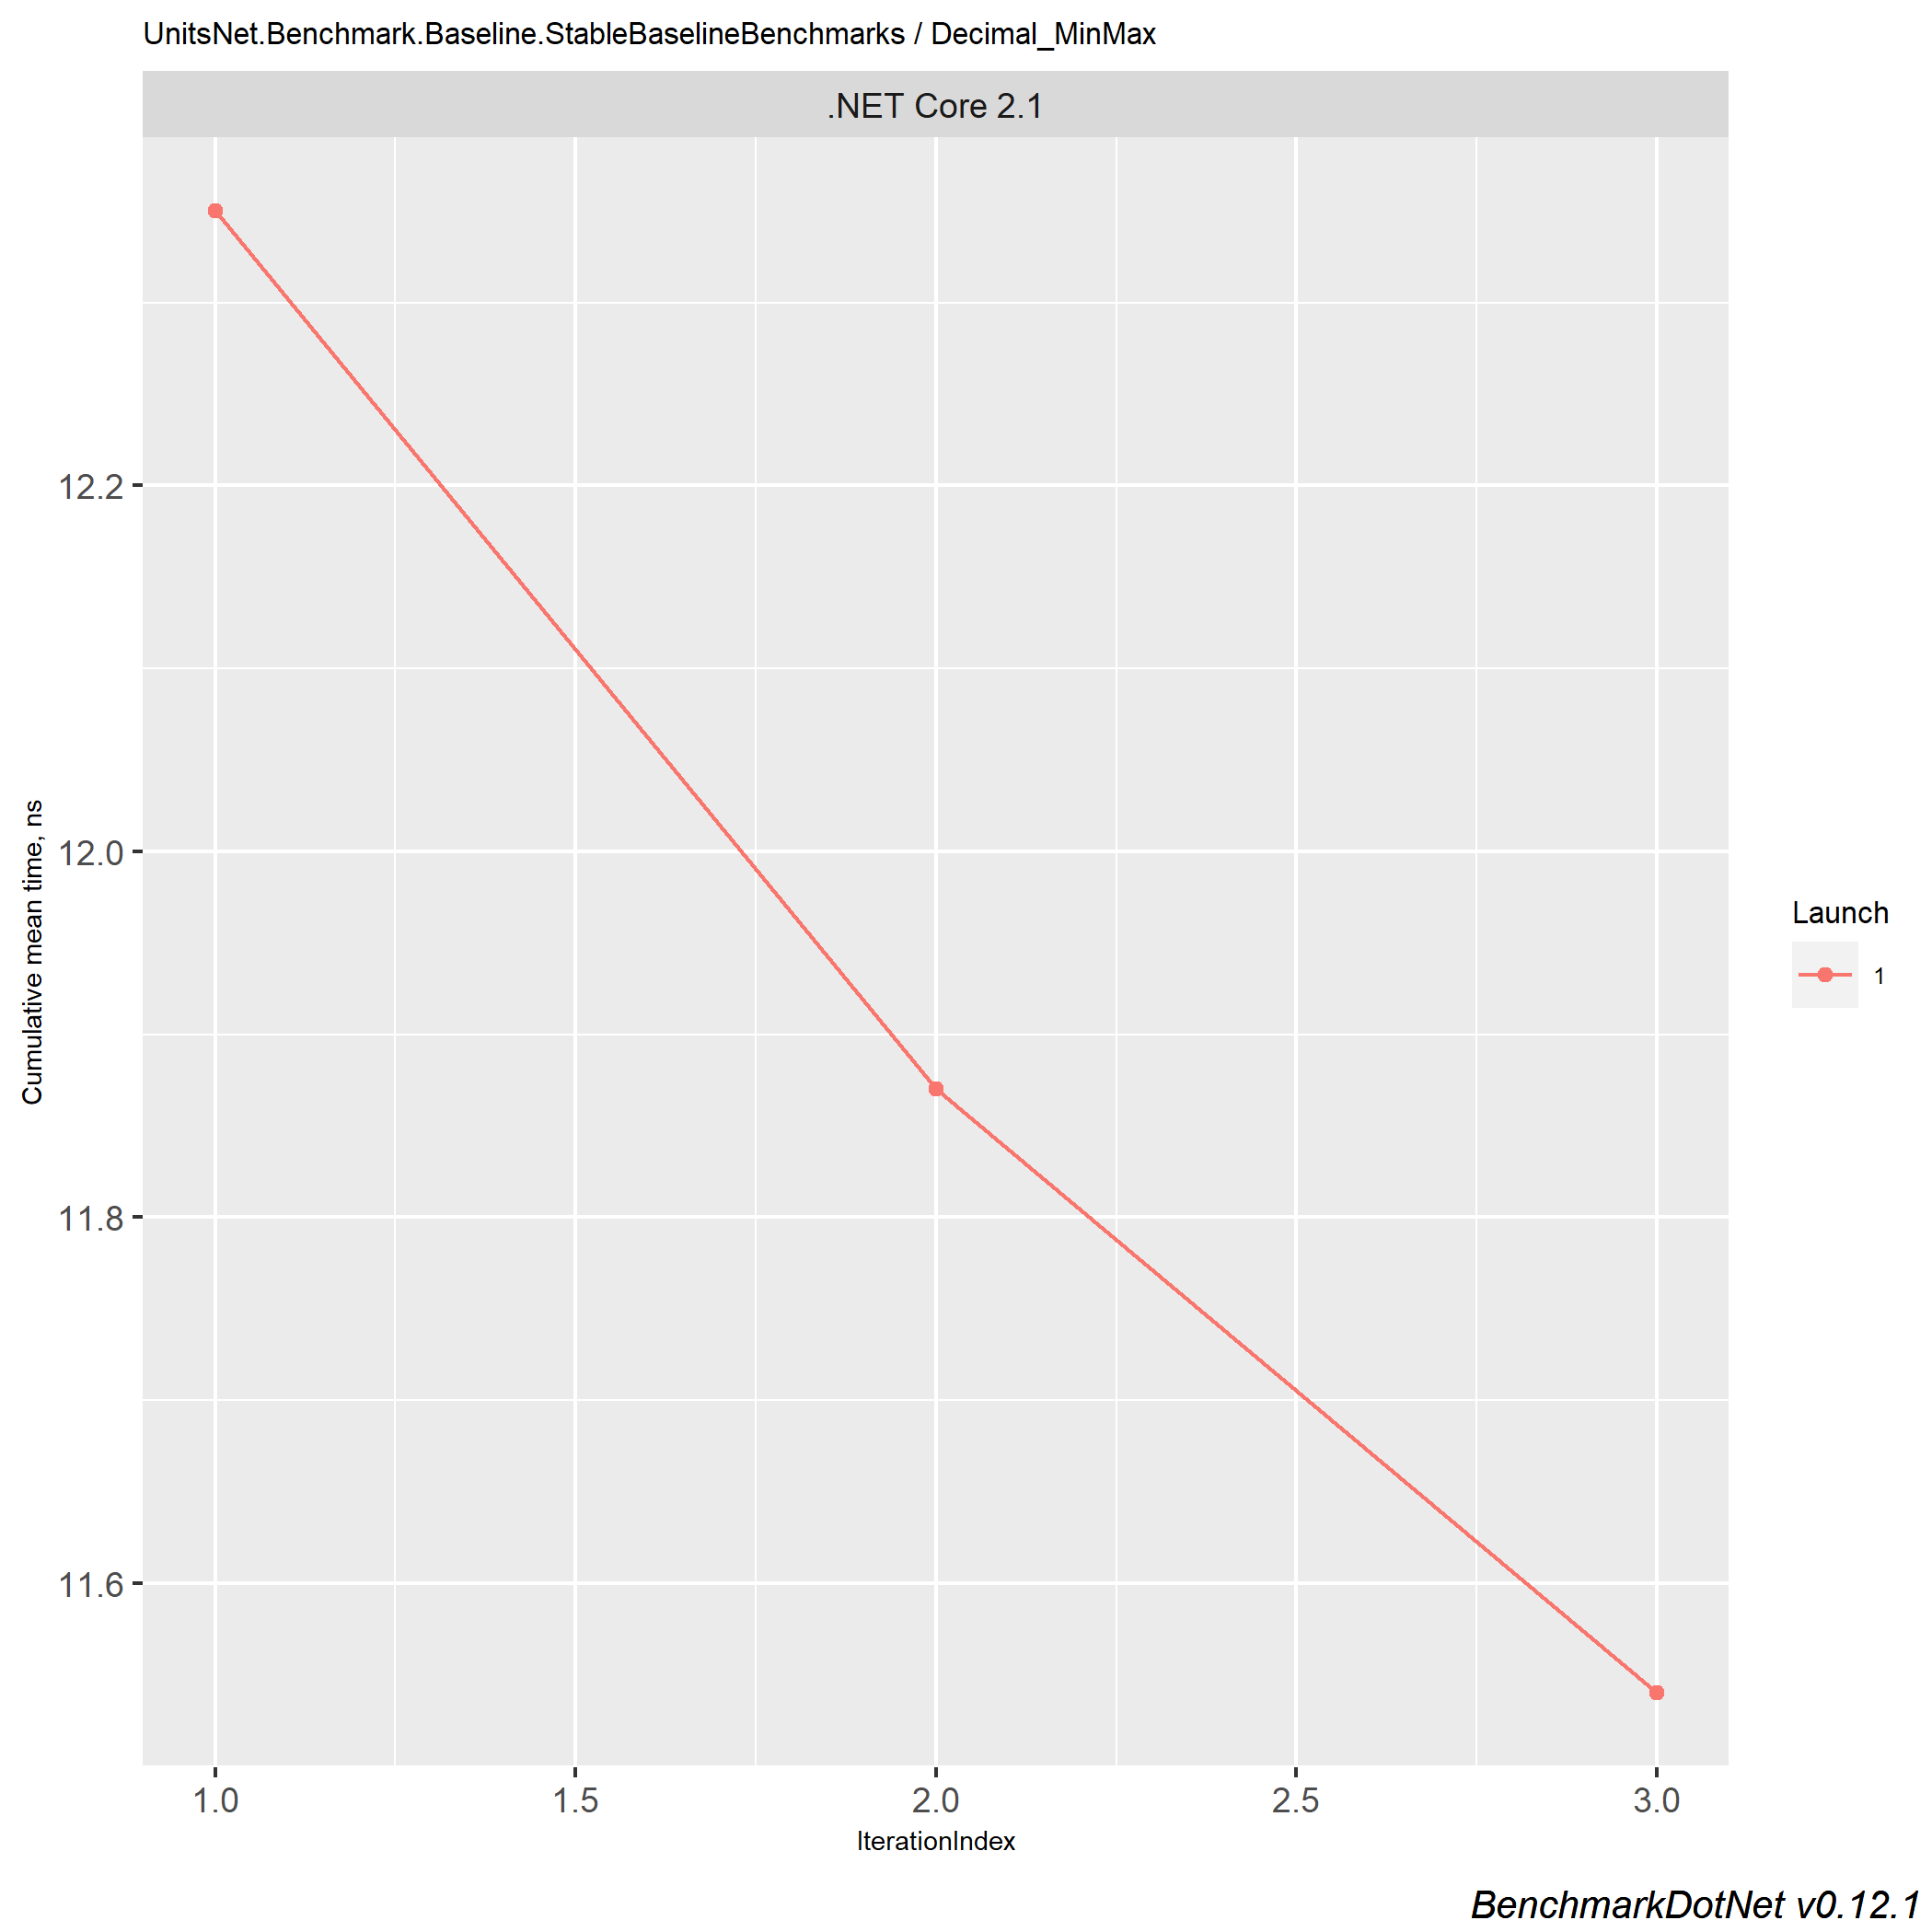 UnitsNet.Benchmark.Baseline.StableBaselineBenchmarks / Decimal_MinMax
.NET Core 2.1
12.2
12.0
11.8
11.6
Cumulative mean time, ns
1.0 1.5 2.0 2.5 3.0
IterationIndex
Launch
1
BenchmarkDotNet v0.12.1